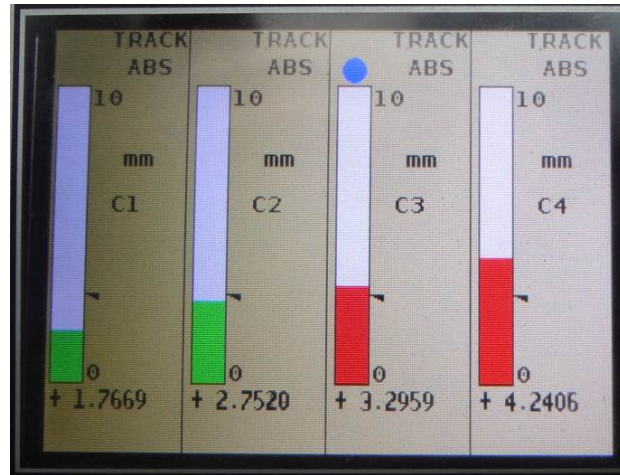 TRACK TRACK TRACK TRACK
ABS ABS ABS ABS
10 10 10 10
mm mm mm mm
C1 C2 C3 C4
0 0 0 0
+ 1.7669 + 2.7520 + 3.2959 + 4.2406